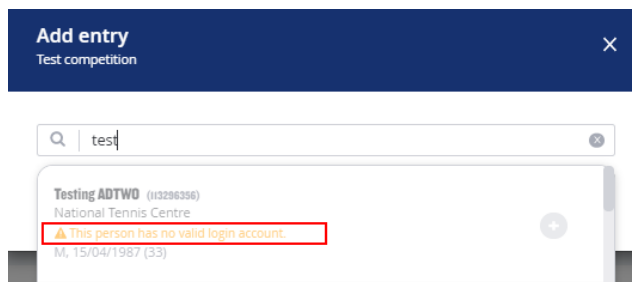 Add entry
Test competition
test
Testing ADTWO (113296356)
National Tennis Centre
This person has no valid login account.
M, 15/04/1987 (33)